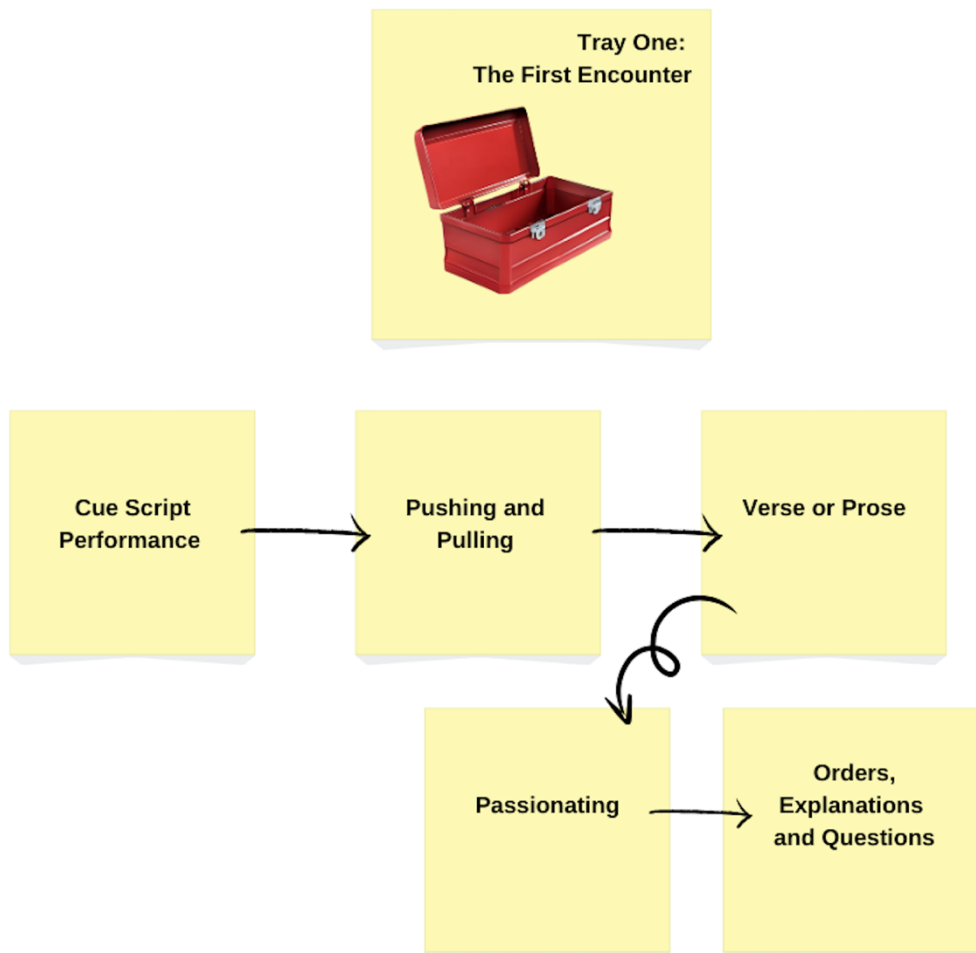 Tray One:
The First Encounter
Cue Script
Performance
Pushing and
Pulling
Verse or Prose
Passionating
Orders,
Explanations
and Questions